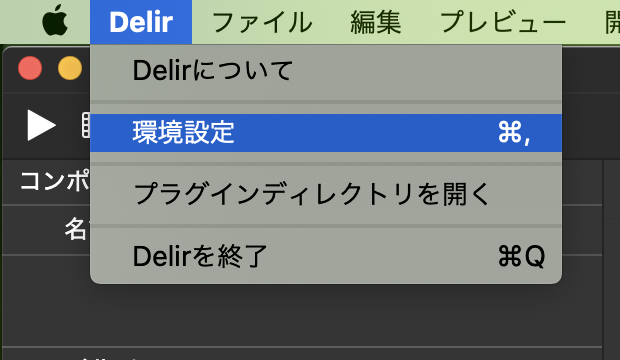 Delir ファイル 編集 プレビュー
Delirについて
環境設定 ⌘,
コンポ
プラグインディレクトリを開く
Delirを終了 ⌘Q